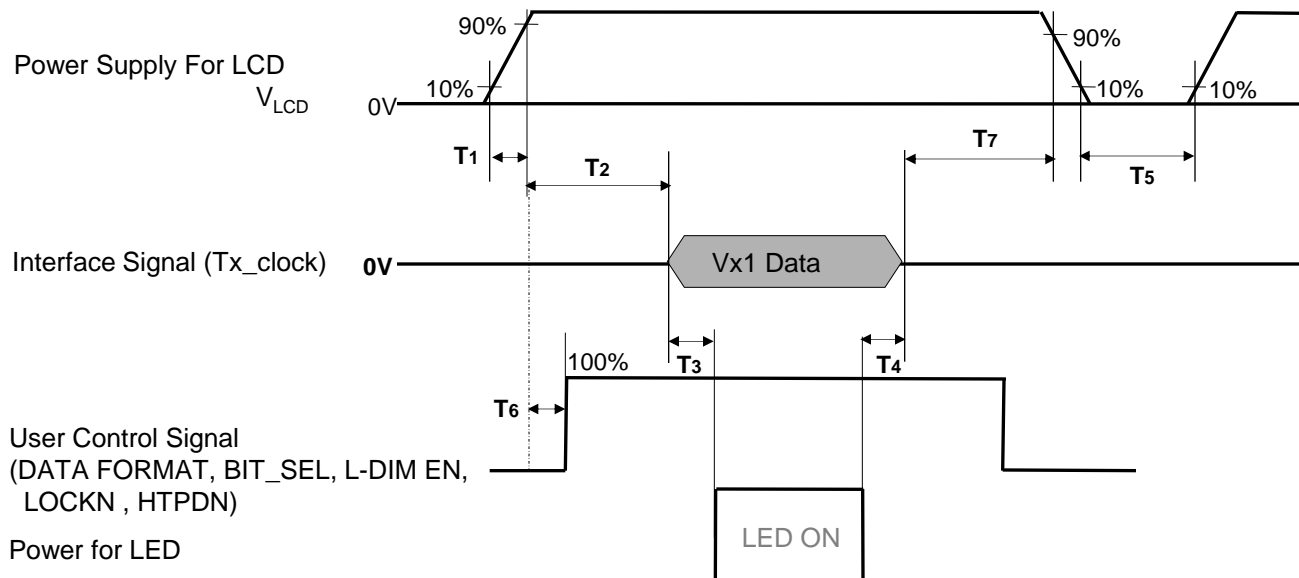 90%
90%
Power Supply For LCD
VLCD
10%
10%
10%
0V
T1
T2
T7
T5
Interface Signal (Tx_clock)
0V
Vx1 Data
T3
T4
100%
T6
User Control Signal
(DATA FORMAT, BIT_SEL, L-DIM EN,
LOCKN , HTPDN)
LED ON
Power for LED